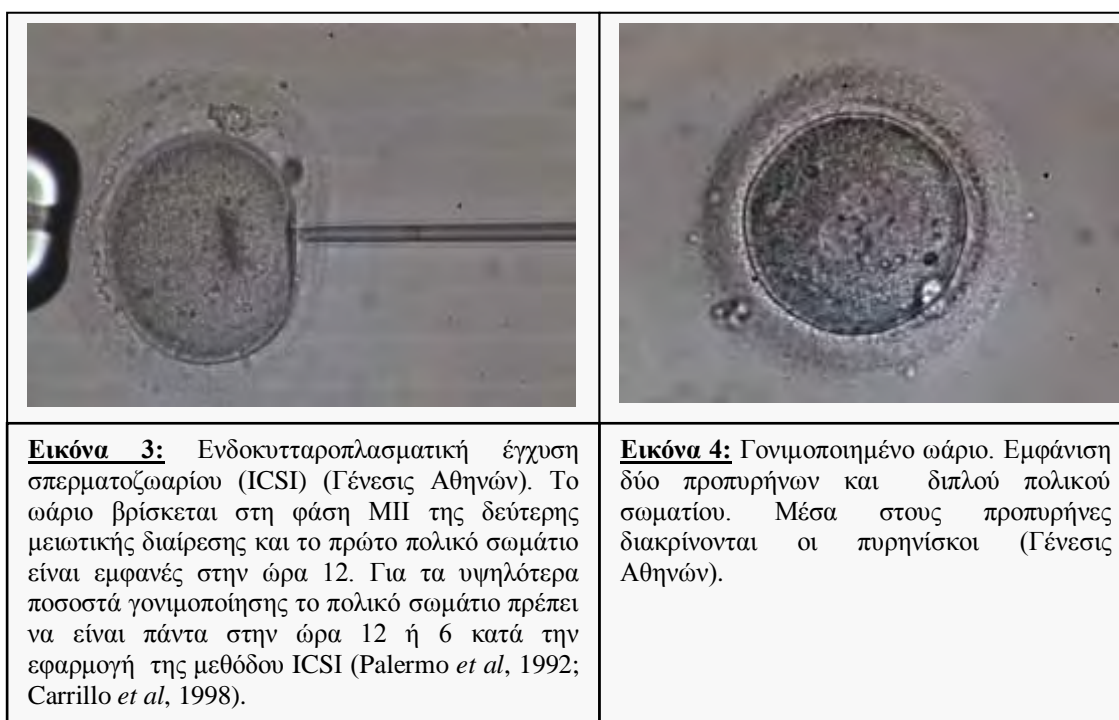 Εικόνα 3: Ενδοκυτταροπλασματική έγχυση
σπερματοζωαρίου (ICSI) (Γένεσις Αθηνών). Το
ωάριο βρίσκεται στη φάση ΜΙΙ της δεύτερης
μειωτικής διαίρεσης και το πρώτο πολικό σωμάτιο
είναι εμφανές στην ώρα 12. Για τα υψηλότερα
ποσοστά γονιμοποίησης το πολικό σωμάτιο πρέπει
να είναι πάντα στην ώρα 12 ή 6 κατά την
εφαρμογή της μεθόδου ICSI (Palermo et al, 1992;
Carrillo et al, 1998).
Εικόνα 4: Γονιμοποιημένο ωάριο. Εμφάνιση
δύο προπυρήνων και διπλού πολικού
σωματίου. Μέσα στους προπυρήνες
διακρίνονται οι πυρηνίσκοι (Γένεσις
Αθηνών).